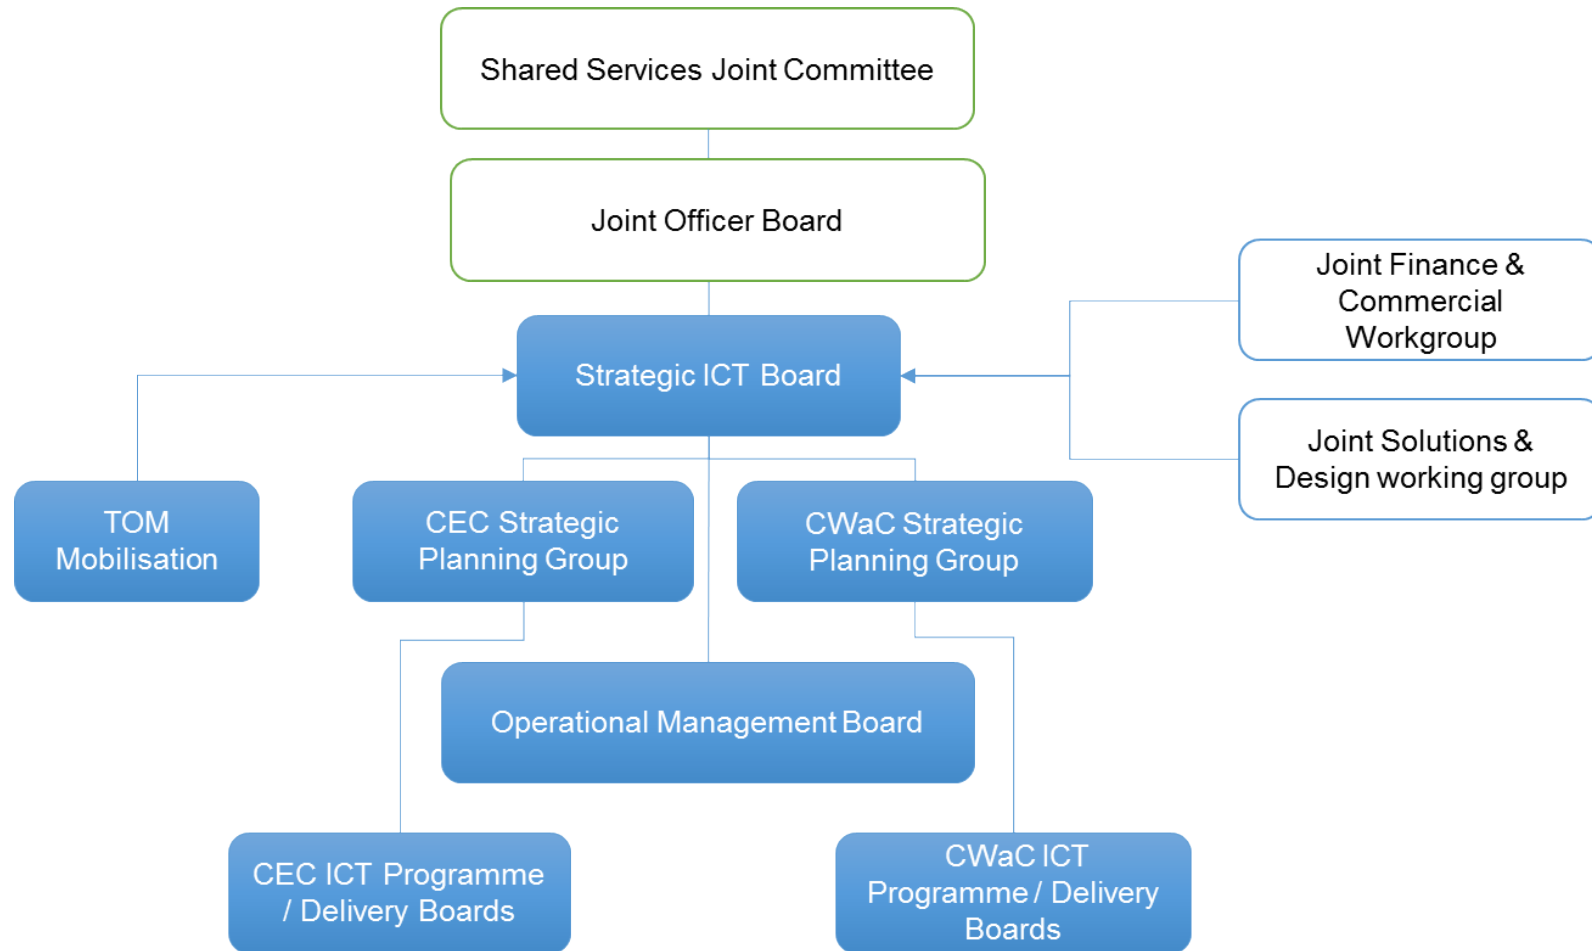 Shared Services Joint Committee
Joint Officer Board
Joint Finance &
Commercial
Workgroup
Strategic ICT Board
Joint Solutions &
Design working group
TOM
Mobilisation
CEC Strategic
Planning Group
CWaC Strategic
Planning Group
Operational Management Board
CEC ICT Programme
/ Delivery Boards
CWaC ICT
Programme / Delivery
Boards